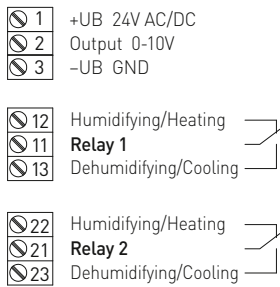 1 +UB 24V AC/DC
2 Output 0-10V
3 –UB GND
12 Humidifying/Heating
11 Relay 1
13 Dehumidifying/Cooling
22 Humidifying/Heating
21 Relay 2
23 Dehumidifying/Cooling